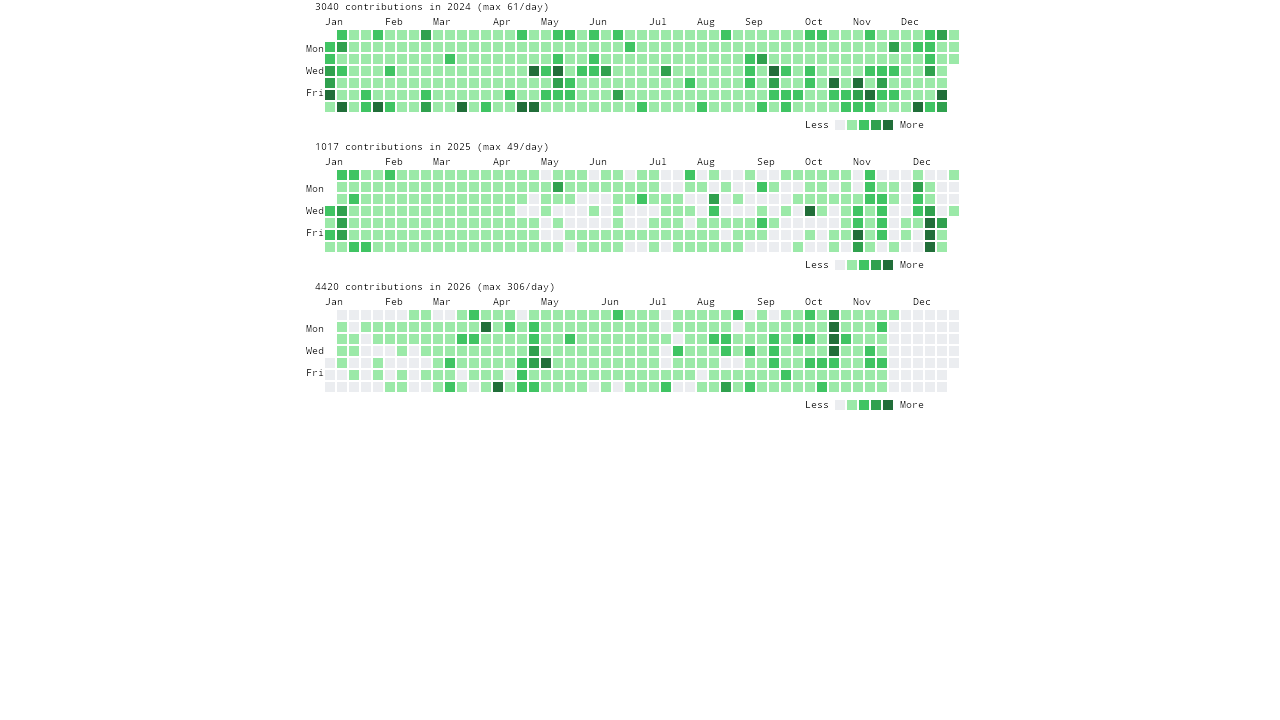 3040 contributions in 2024 (max 61/day)
Jan Feb Mar Apr May Jun Jul Aug Sep Oct Nov Dec
Mon
Wed
Fri
Less More
1017 contributions in 2025 (max 49/day)
Jan Feb Mar Apr May Jun Jul Aug Sep Oct Nov Dec
Mon
Wed
Fri
Less More
4420 contributions in 2026 (max 306/day)
Jan Feb Mar Apr May Jun Jul Aug Sep Oct Nov Dec
Mon
Wed
Fri
Less More